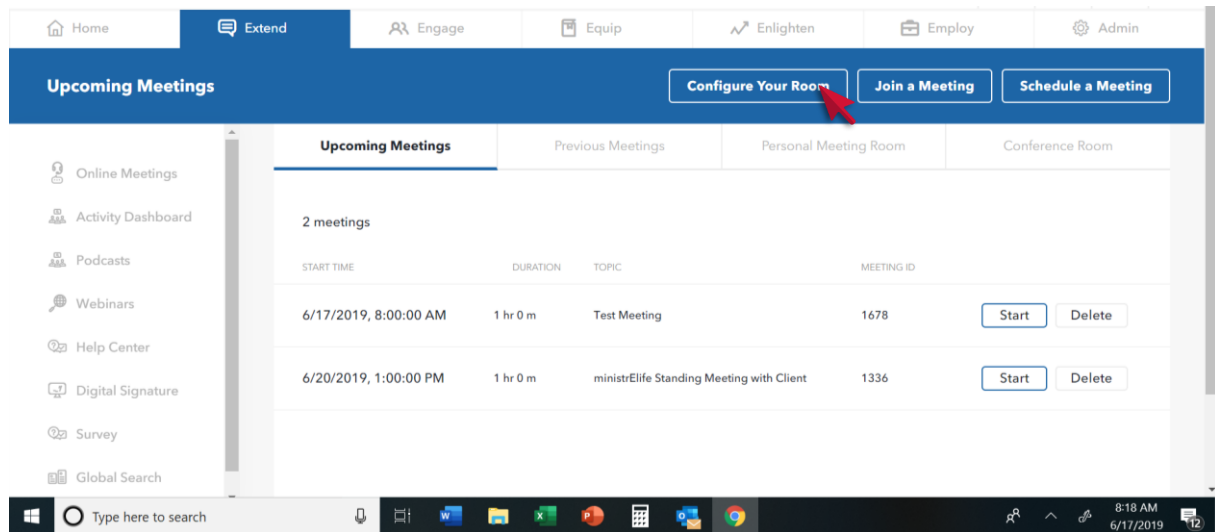 Home Extend Engage Equip Enlighten Employ Admin
Upcoming Meetings Configure Your Room Join a Meeting Schedule a Meeting
Upcoming Meetings Previous Meetings Personal Meeting Room Conference Room
Online Meetings
Activity Dashboard
Podcasts
Webinars
Help Center
Digital Signature
Survey
Global Search
2 meetings
START TIME DURATION TOPIC MEETING ID
6/17/2019, 8:00:00 AM 1 hr 0 m Test Meeting 1678 Start Delete
6/20/2019, 1:00:00 PM 1 hr 0 m ministrElife Standing Meeting with Client 1336 Start Delete
Type here to search
8:18 AM
6/17/2019
12